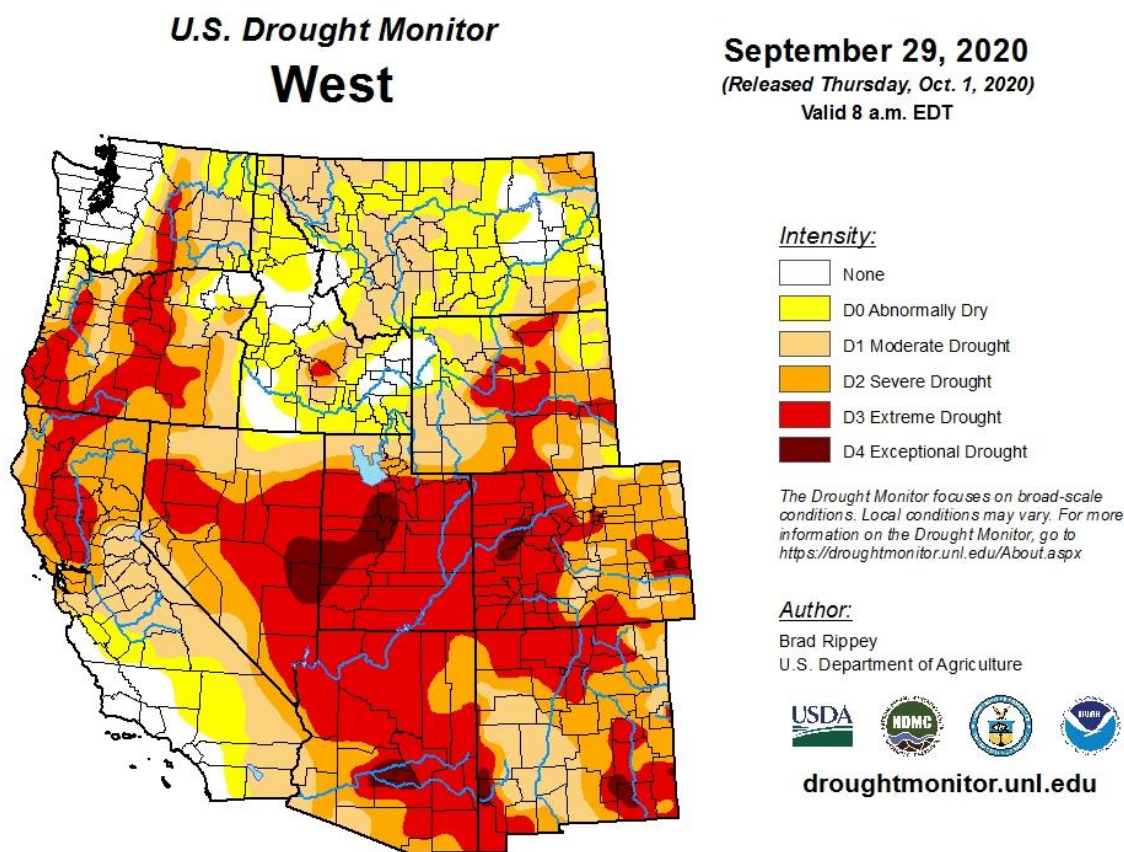 U.S. Drought Monitor
West
September 29, 2020
(Released Thursday, Oct. 1, 2020)
Valid 8 a.m. EDT
Intensity:
None
D0 Abnormally Dry
D1 Moderate Drought
D2 Severe Drought
D3 Extreme Drought
D4 Exceptional Drought
The Drought Monitor focuses on broad-scale
conditions. Local conditions may vary. For more
information on the Drought Monitor, go to
https://droughtmonitor.unl.edu/About.aspx
Author:
Brad Rippey
U.S. Department of Agriculture
USDA
NDMC
droughtmonitor.unl.edu